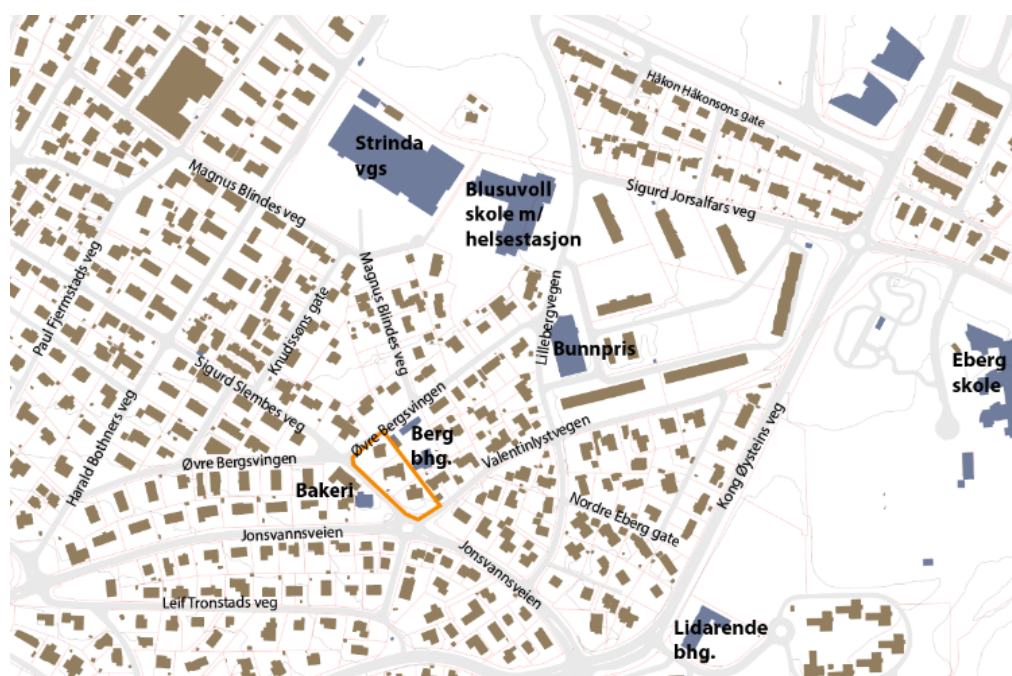 Håkon Håkonsons gate
Strinda
vgs
Magnus Blindes veg
Blusuvoll
skole m/
helsestasjon
Sigurd Jorsalfars veg
Paul Fjermstads veg
Knudssøns gate
Magnus Blindes veg
Lillebergvegen
Bunnpris
Eberg
skole
Sigurd Slembes veg
Harald Bothners veg
Øvre Bergsvingen
Berg
bhg.
Valentinlystvegen
Øvre Bergsvingen
Kong Øysteins veg
Bakeri
Nordre Eberg gate
Jonsvannsveien
Jonsvannsveien
Leif Tronstads veg
Lidarende
bhg.